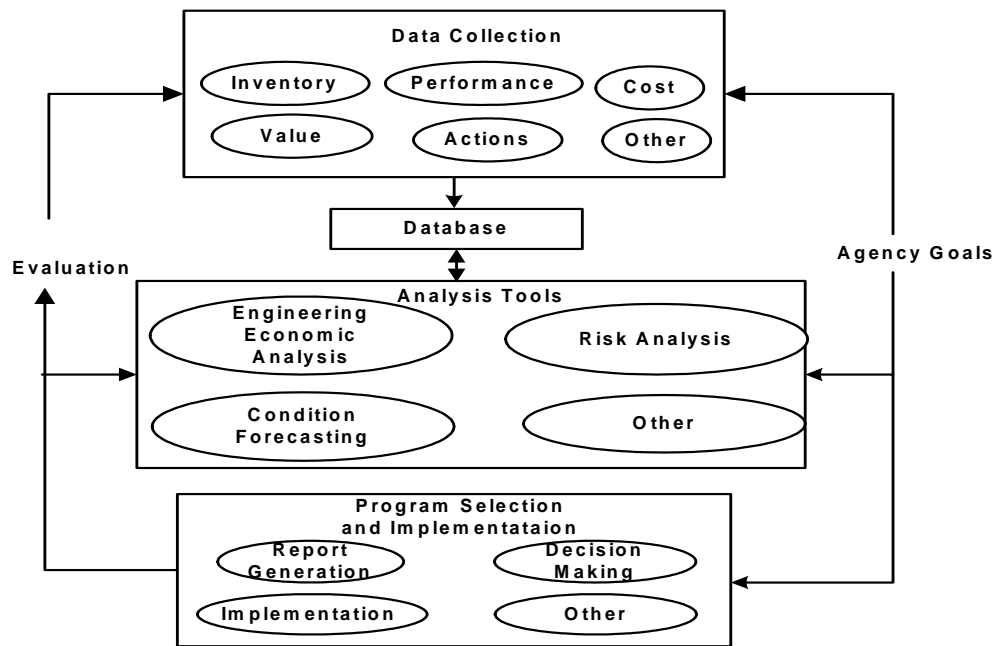 Data Collection
Inventory
Performance
Cost
Value
Actions
Other
Database
Evaluation
Agency Goals
Analysis Tools
Engineering
Economic
Analysis
Risk Analysis
Condition
Forecasting
Other
Program Selection
and Implementataion
Report
Generation
Decision
Making
Implementation
Other